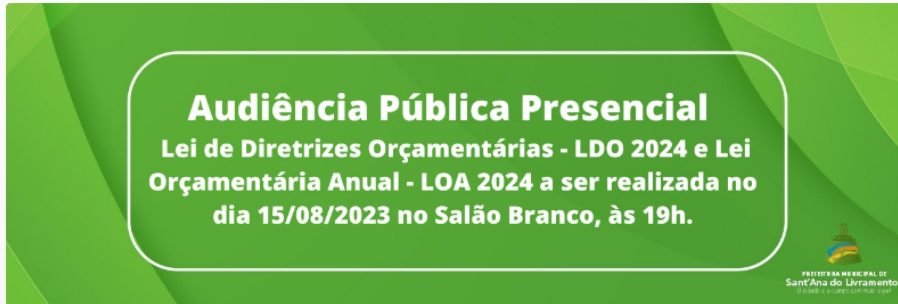 Audiência Pública Presencial
Lei de Diretrizes Orçamentárias - LDO 2024 e Lei
Orçamentária Anual - LOA 2024 a ser realizada no
dia 15/08/2023 no Salão Branco, às 19h.
PREFEITURA MUNICIPAL DE
Sant'Ana do Livramento